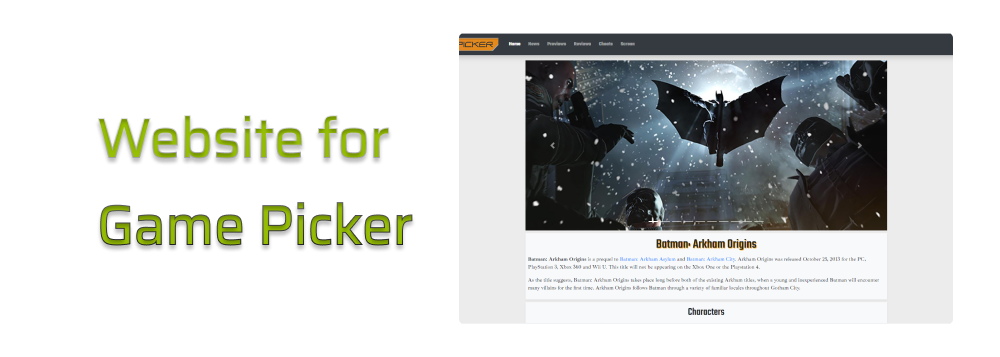 Website for
Game Picker
PICKER Home News Previews Reviews Cheats Screens
Batman: Arkham Origins
Batman: Arkham Origins is a prequel to Batman: Arkham Asylum and Batman: Arkham City. Arkham Origins was released October 25, 2013 for the PC,
PlayStation 3, Xbox 360 and Wii U. This title will not be appearing on the Xbox One or the Playstation 4.
As the title suggests, Batman: Arkham Origins takes place long before both of the existing Arkham titles, when a young and inexperienced Batman will encounter
many villains for the first time. Arkham Origins follows Batman through a variety of familiar locales throughout Gotham City.
Characters